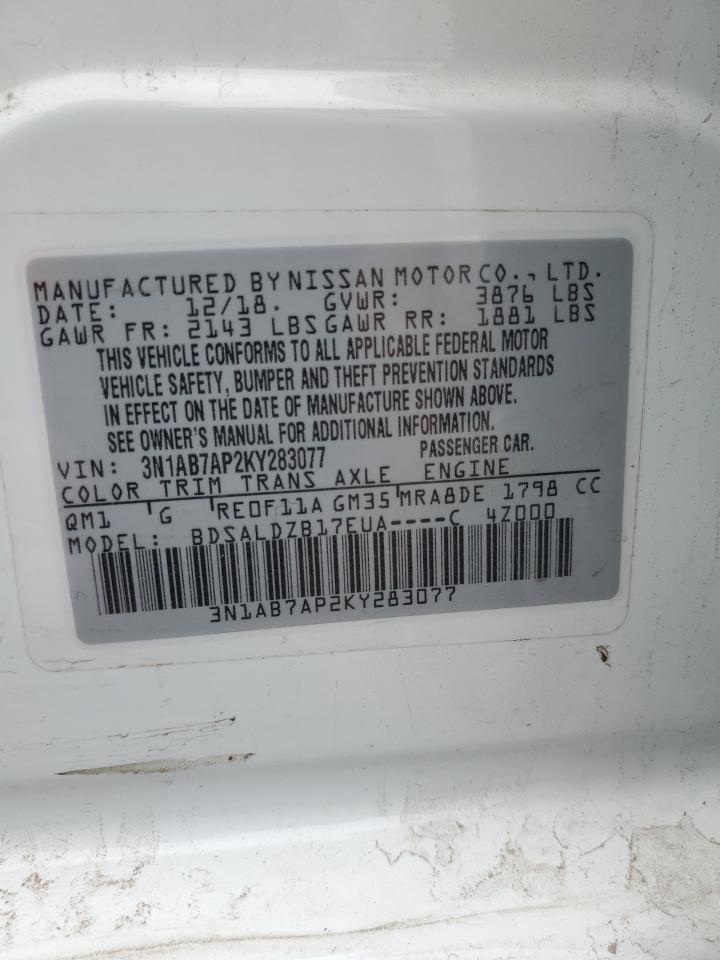 MANUFACTURED BY NISSAN MOTOR CO., LTD.
DATE: 12/18. GVWR: 3876 LBS
GAWR FR: 2143 LBS GAWR RR: 1881 LBS
THIS VEHICLE CONFORMS TO ALL APPLICABLE FEDERAL MOTOR
VEHICLE SAFETY, BUMPER AND THEFT PREVENTION STANDARDS
IN EFFECT ON THE DATE OF MANUFACTURE SHOWN ABOVE.
SEE OWNER'S MANUAL FOR ADDITIONAL INFORMATION.
VIN: 3N1AB7AP2KY283077 PASSENGER CAR.
COLOR TRIM TRANS AXLE ENGINE
QM1 G RE0F11A GM35 MRA8DE 1798 CC
MODEL: BDSALDZB17EUA----C 4Z000
3N1AB7AP2KY283077